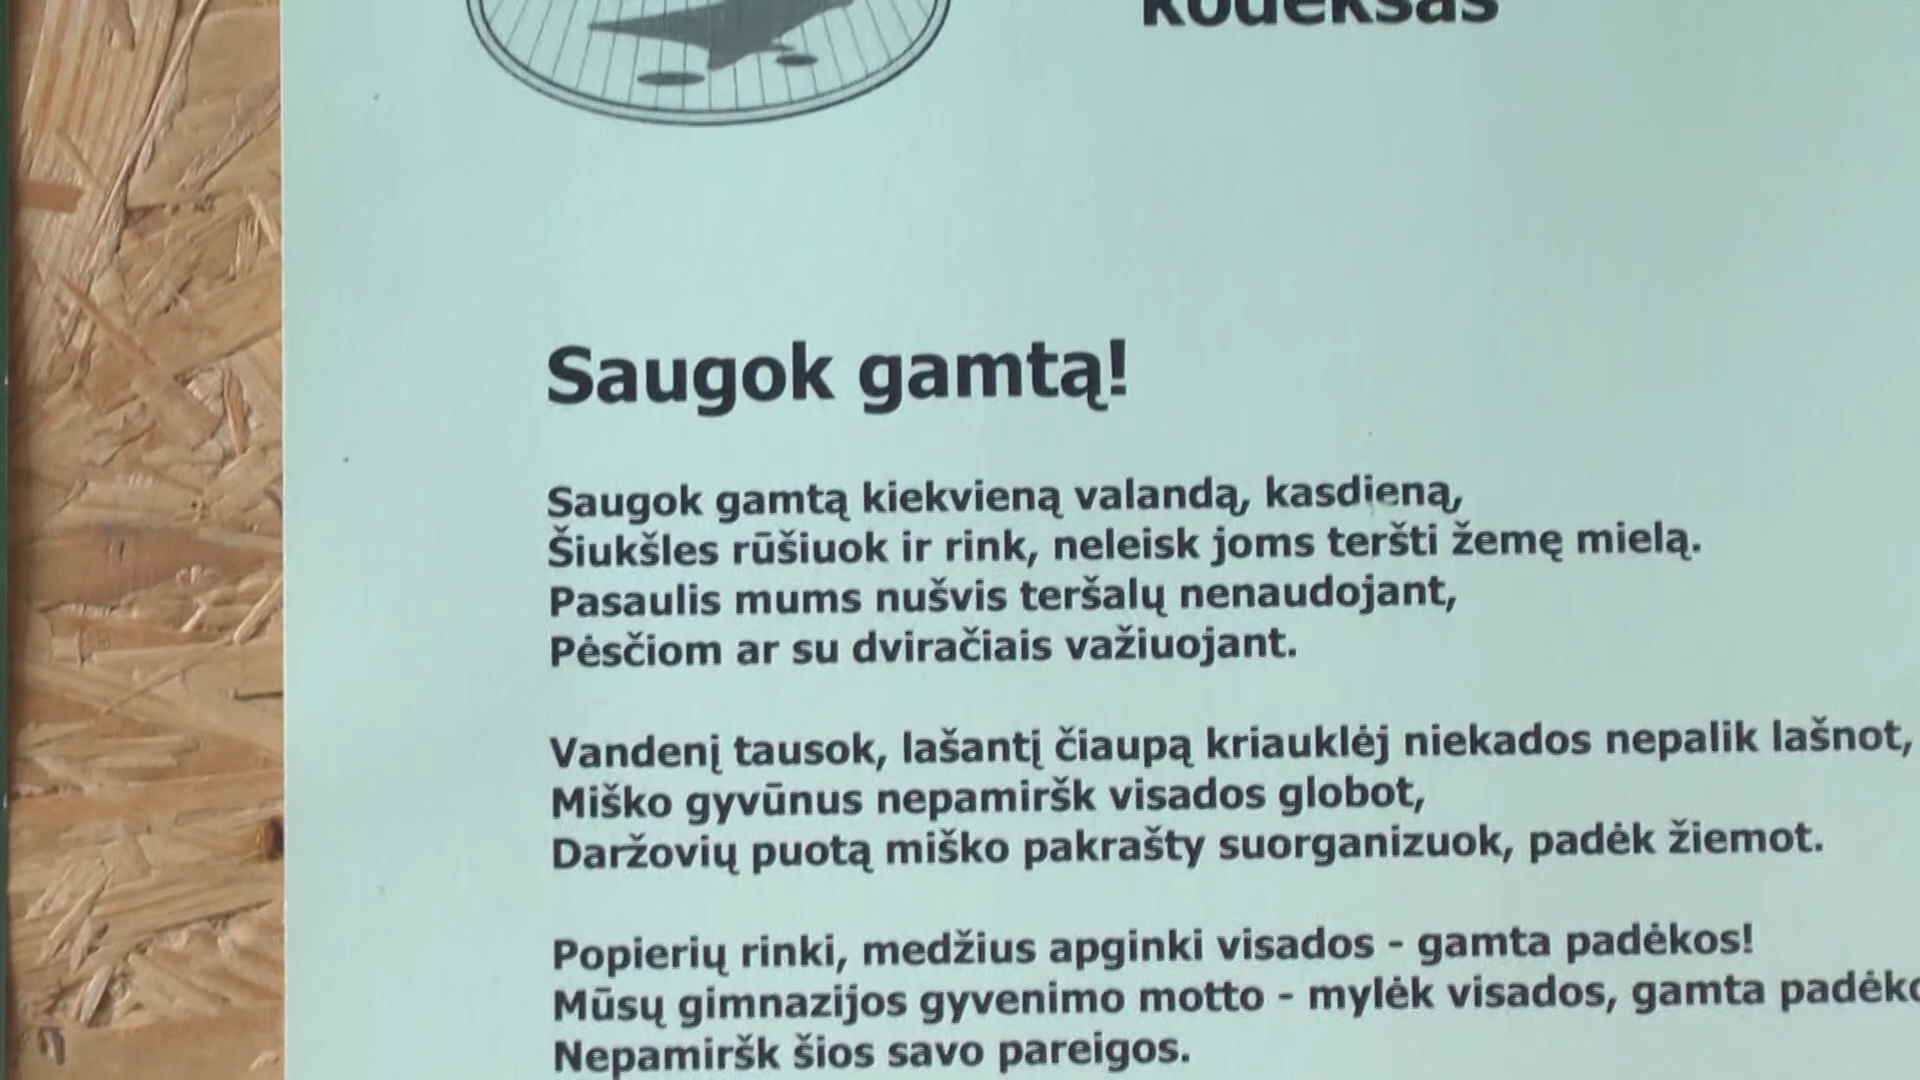 kodeksas
Saugok gamtą!
Saugok gamtą kiekvieną valandą, kasdieną,
Šiukšles rūšiuok ir rink, neleisk joms teršti žemę mielą.
Pasaulis mums nušvis teršalų nenaudojant,
Pėsčiom ar su dviračiais važiuojant.
Vandenį tausok, lašantį čiaupą kriauklėj niekados nepalik lašnot,
Miško gyvūnus nepamiršk visados globot,
Daržovių puotą miško pakrašty suorganizuok, padėk žiemot.
Popierių rinki, medžius apginki visados - gamta padėkos!
Mūsų gimnazijos gyvenimo motto - mylėk visados, gamta
Nepamiršk šios savo pareigos.